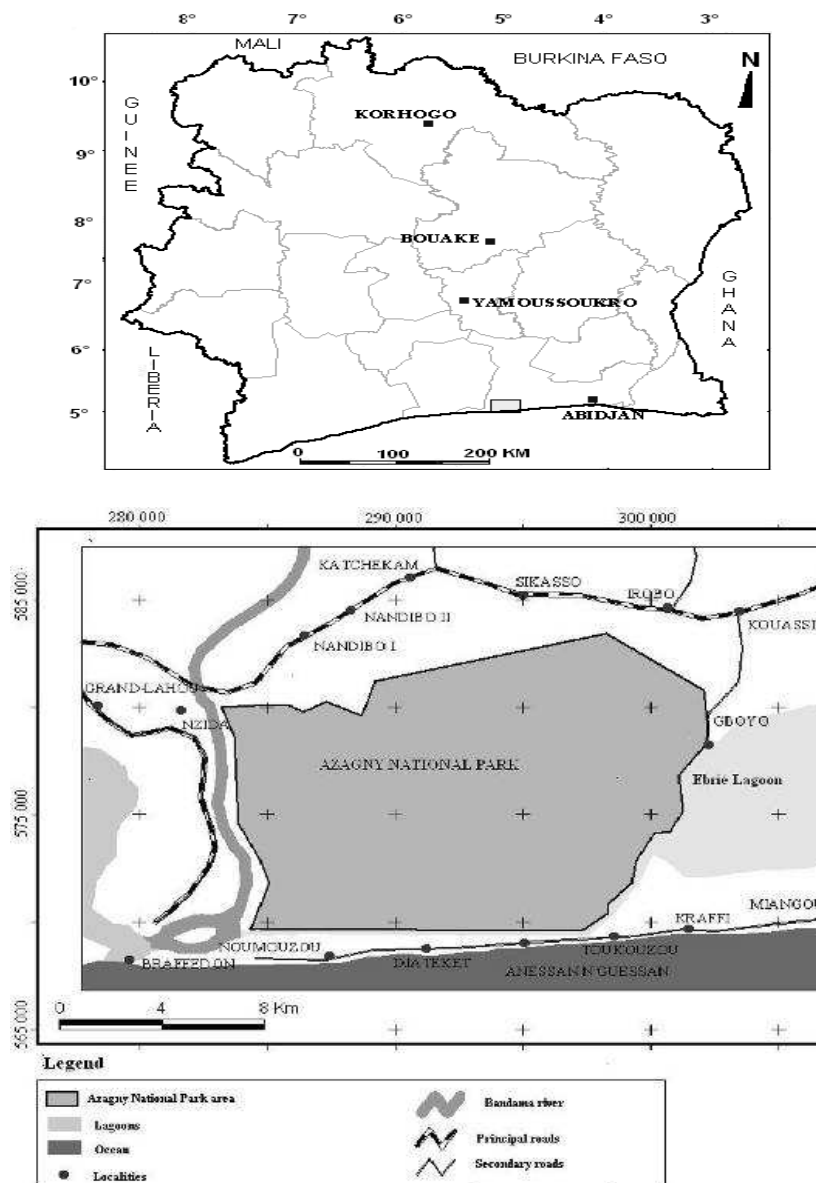 8° 7° 6° 5° 4° 3°
MALI
BURKINA FASO
N
10°
GUINEE
KORHOGO
9°
8°
BOUAKE
7°
GHANA
YAMOUSSOUKRO
6°
LIBERIA
5°
ABIDJAN
0 100 200 KM
280 000 290 000 300 000
KATCHEKAM
SIKASSO
IROBO
585 000
NANDIBO II
KOUASSI
NANDIBO I
GRAND-LAHOU
NZIDA
GBOYO
AZAGNY NATIONAL PARK
Ebrié Lagoon
575 000
MIANGOU
KRAFFI
NOUMOUZOU
TOUKOUZOU
BRAFFEDON
DJATEKET
ANESSAN N'GUESSAN
0 4 8 Km
565 000
Legend
Azagny National Park area
Bandama river
Lagoons
Principal roads
Ocean
Secondary roads
Localities